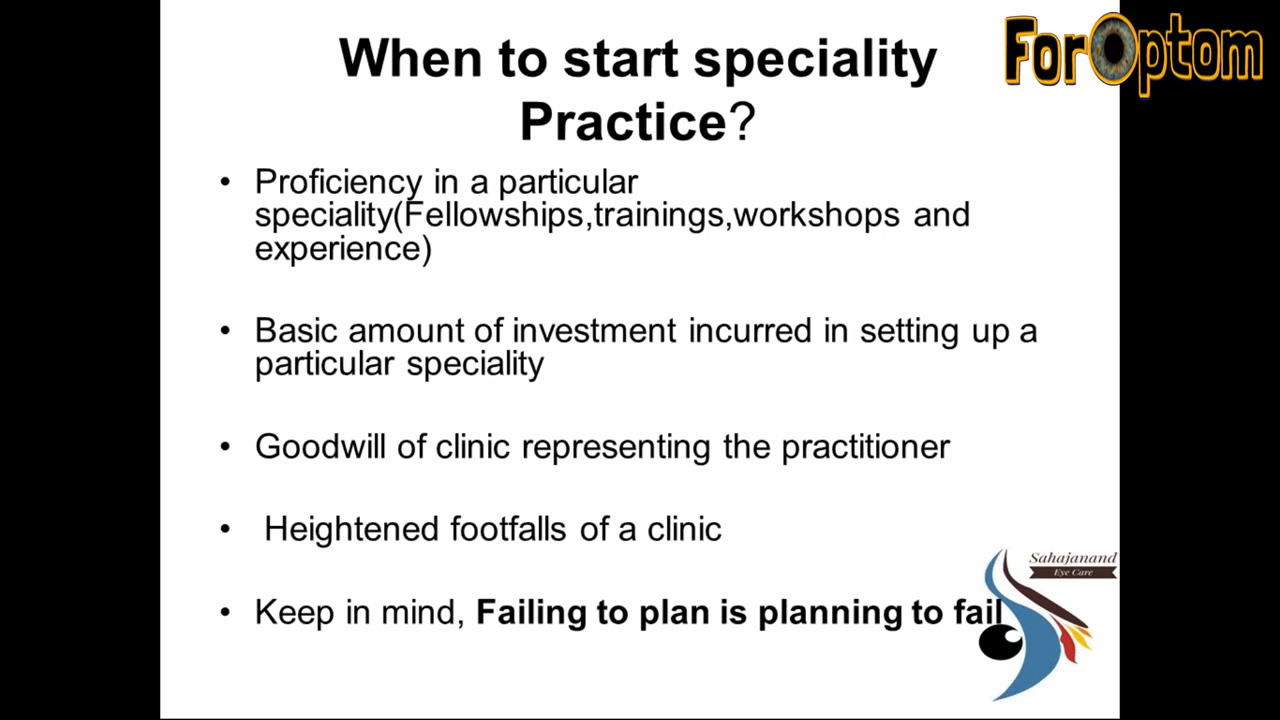 ForOptom
When to start speciality
Practice?
• Proficiency in a particular
speciality(Fellowships,trainings,workshops and
experience)
• Basic amount of investment incurred in setting up a
particular speciality
• Goodwill of clinic representing the practitioner
• Heightened footfalls of a clinic
Sahajanand
Eye Care
• Keep in mind, Failing to plan is planning to fail